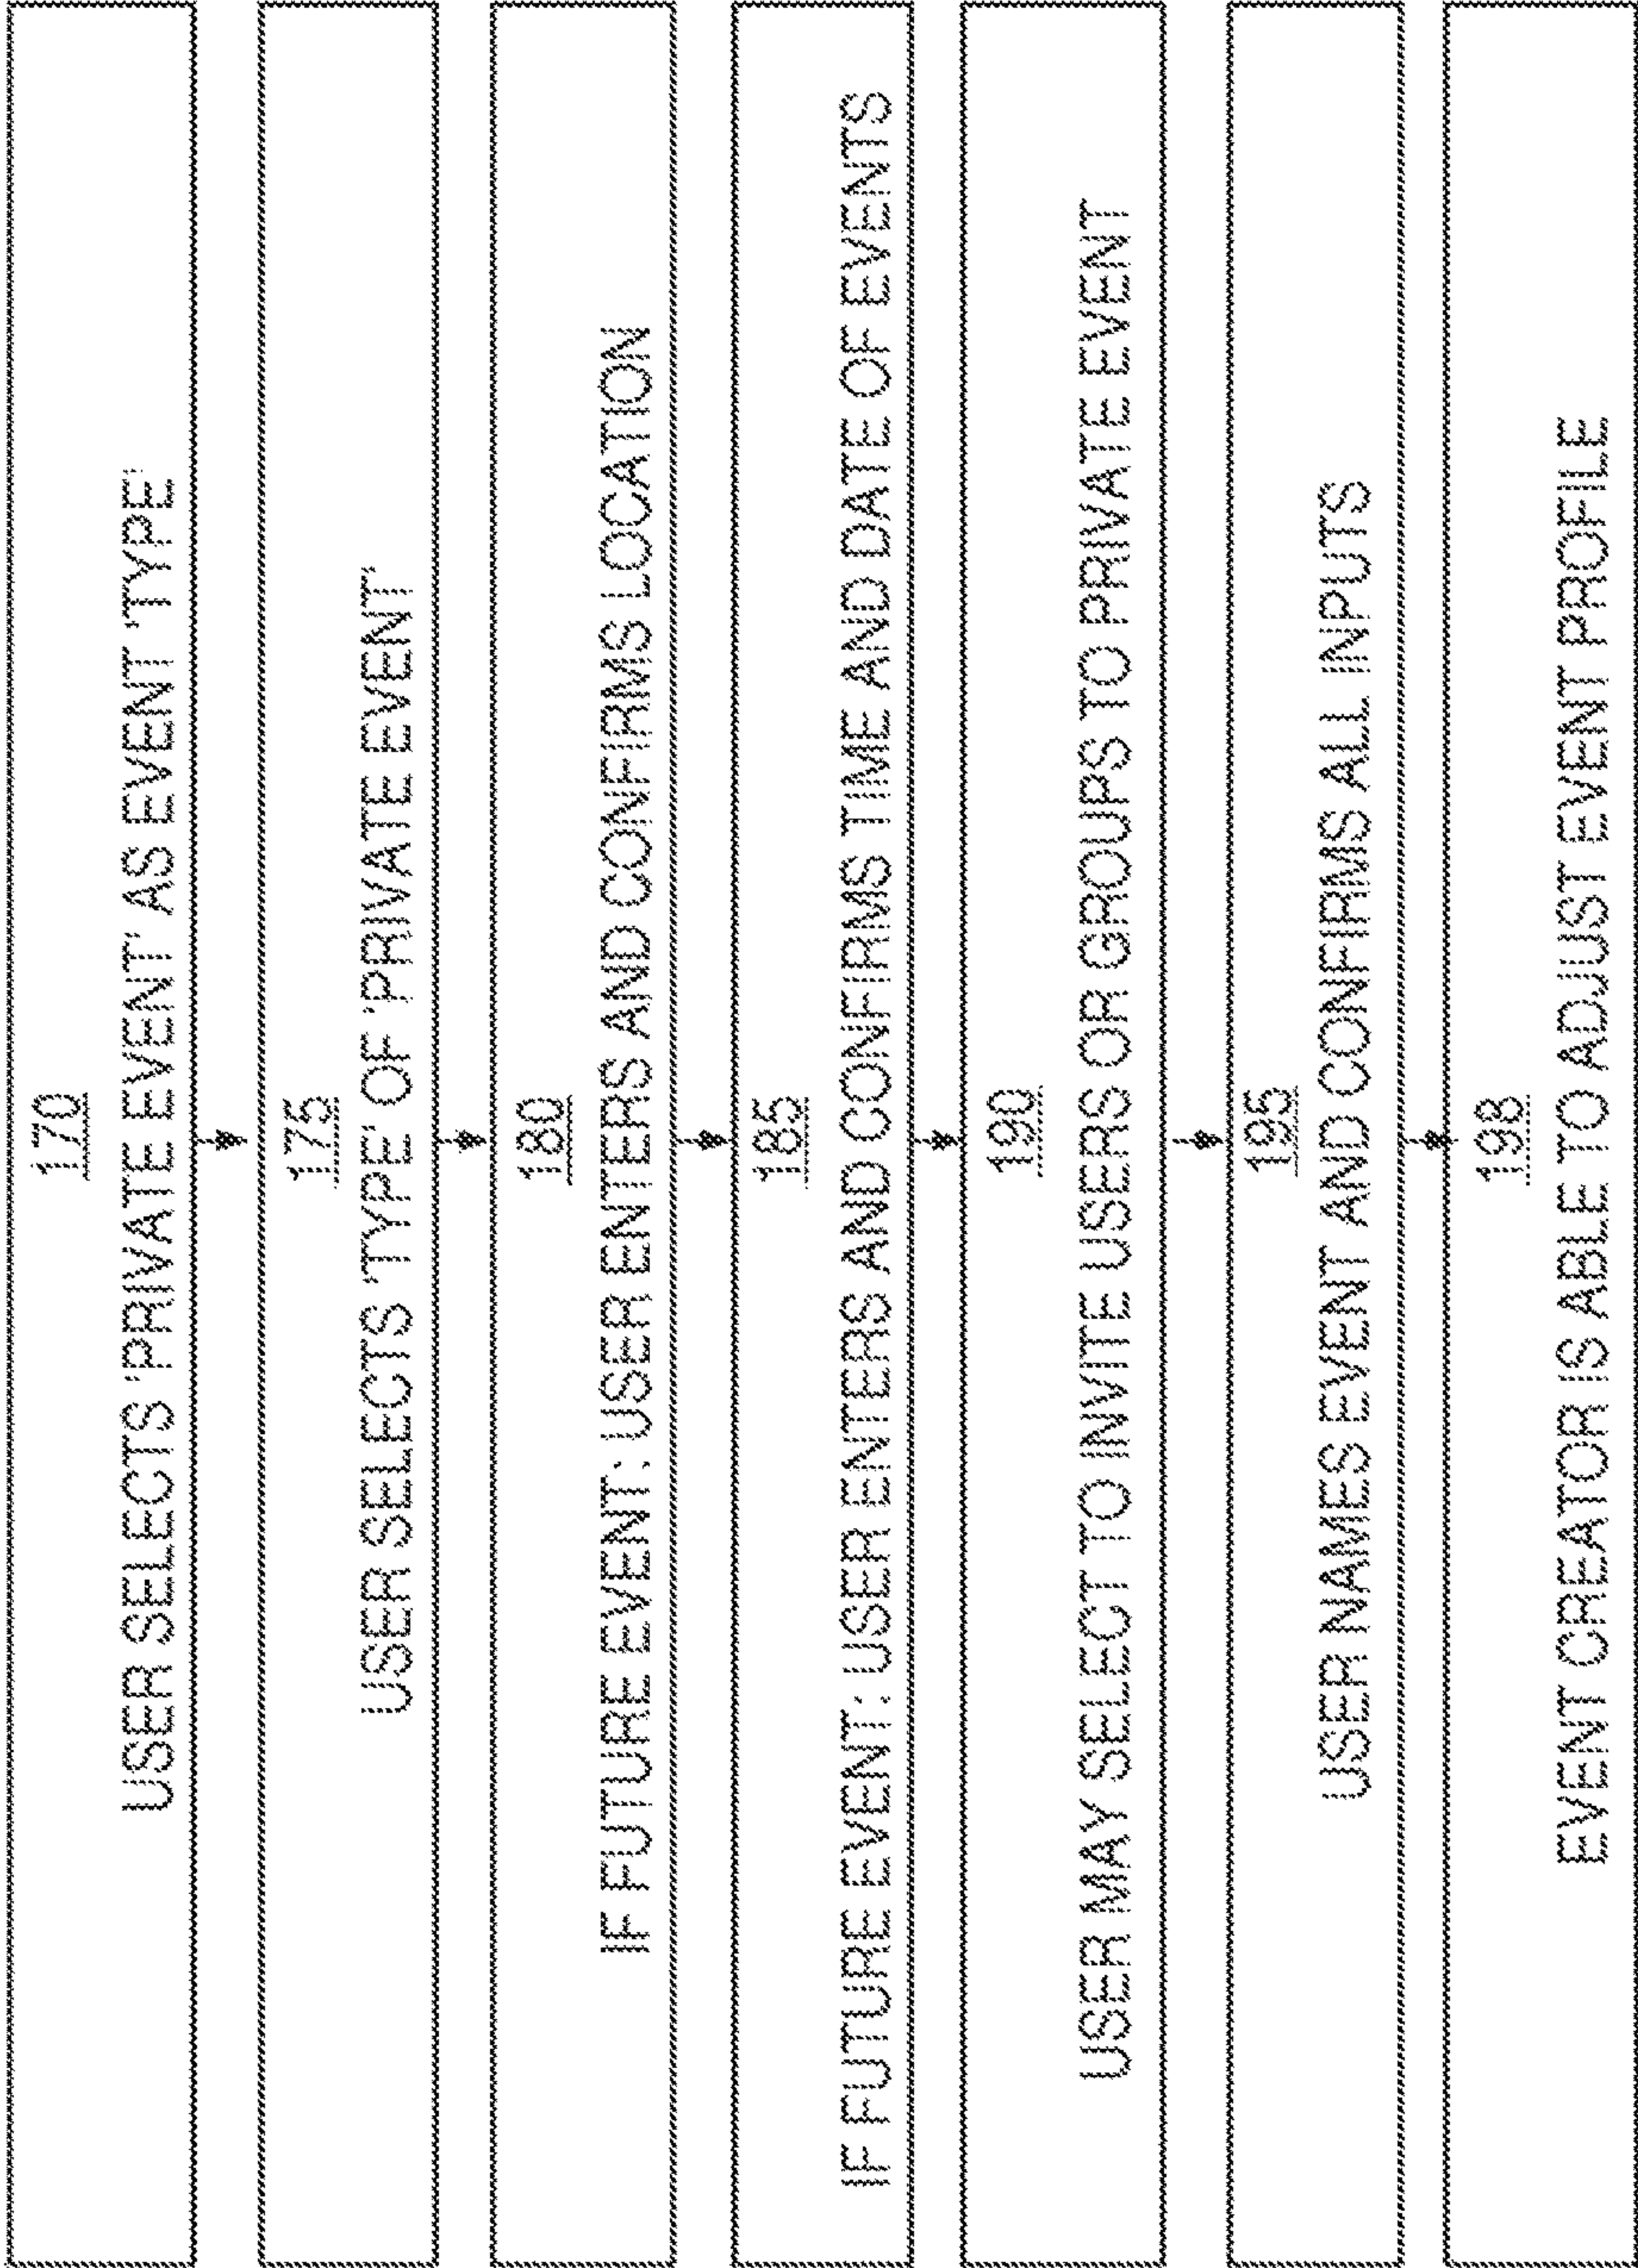 170
USER SELECTS 'PRIVATE EVENT' AS EVENT 'TYPE'
175
USER SELECTS 'TYPE' OF 'PRIVATE EVENT'
180
IF FUTURE EVENT: USER ENTERS AND CONFIRMS LOCATION
185
IF FUTURE EVENT: USER ENTERS AND CONFIRMS TIME AND DATE OF EVENTS
190
USER MAY SELECT TO INVITE USERS OR GROUPS TO PRIVATE EVENT
195
USER NAMES EVENT AND CONFIRMS ALL INPUTS
198
EVENT CREATOR IS ABLE TO ADJUST EVENT PROFILE